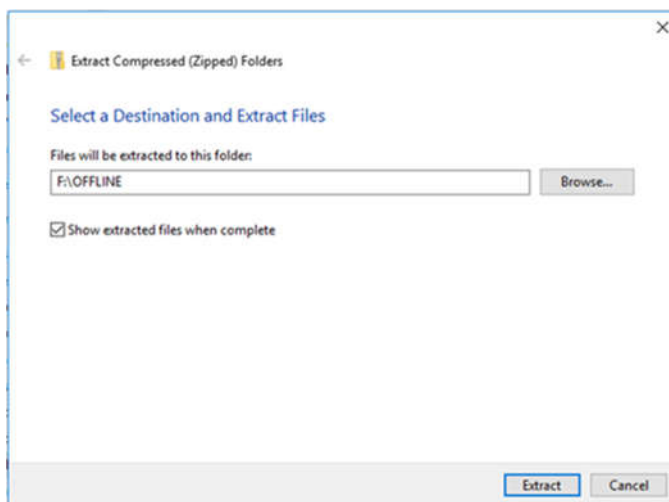 Extract Compressed (Zipped) Folders
Select a Destination and Extract Files
Files will be extracted to this folder:
F:\OFFLINE
Browse...
Show extracted files when complete
Extract
Cancel